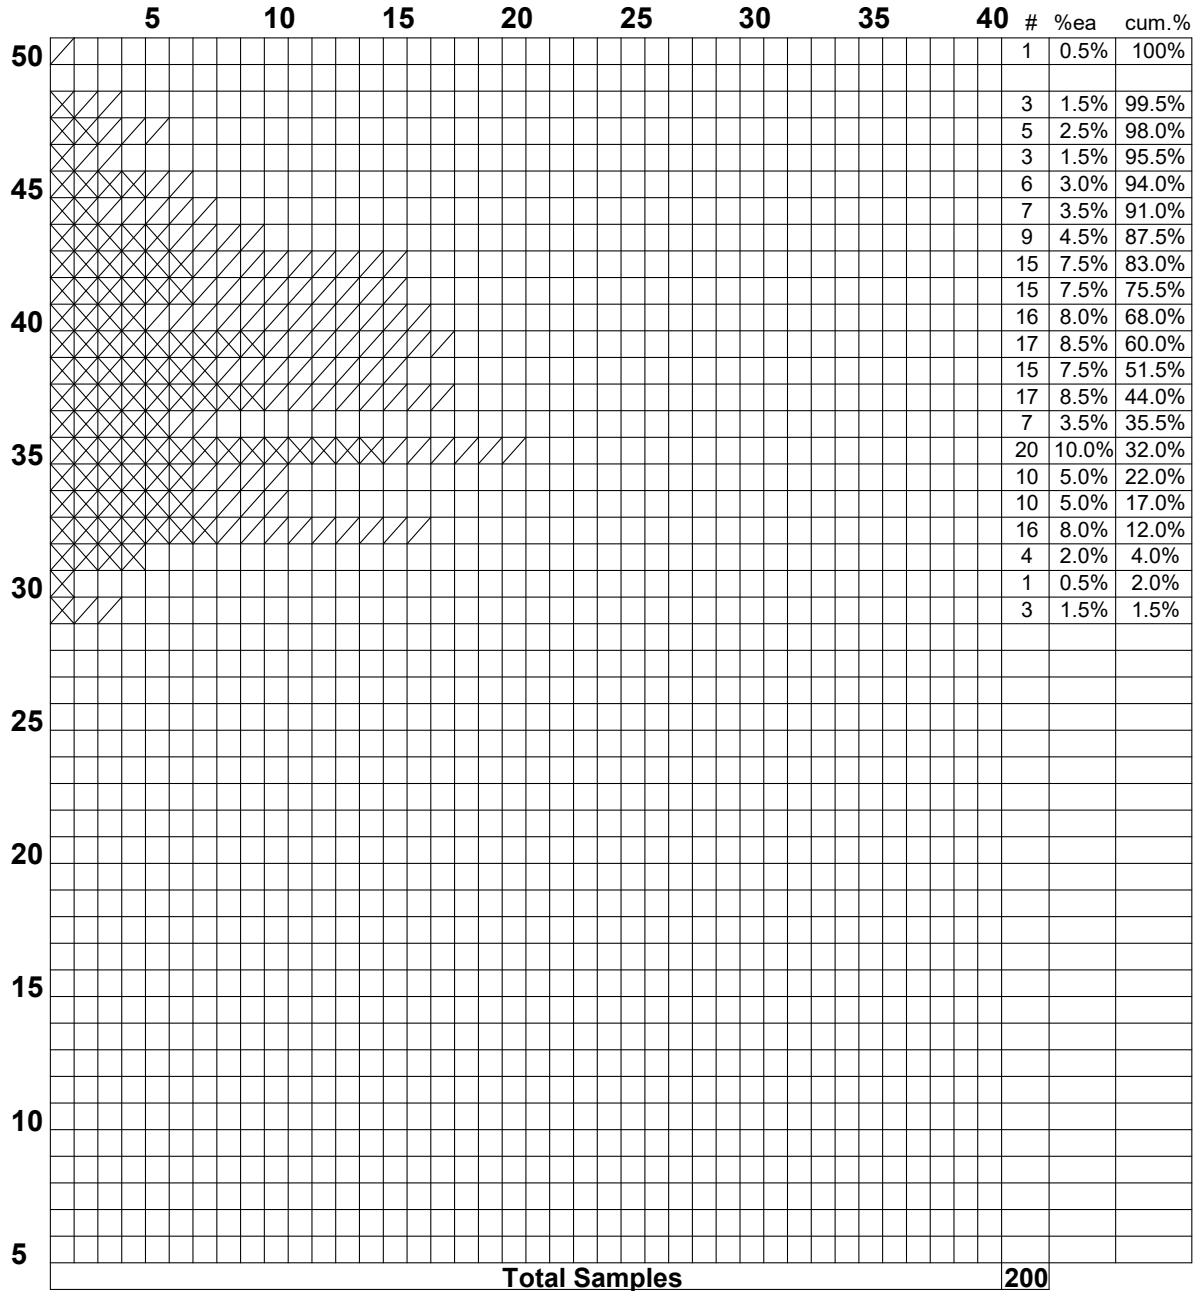 5 10 15 20 25 30 35 40 # %ea cum.%
50 1 0.5% 100%
3 1.5% 99.5%
5 2.5% 98.0%
3 1.5% 95.5%
45 6 3.0% 94.0%
7 3.5% 91.0%
9 4.5% 87.5%
15 7.5% 83.0%
15 7.5% 75.5%
40 16 8.0% 68.0%
17 8.5% 60.0%
15 7.5% 51.5%
17 8.5% 44.0%
7 3.5% 35.5%
35 20 10.0% 32.0%
10 5.0% 22.0%
10 5.0% 17.0%
16 8.0% 12.0%
4 2.0% 4.0%
30 1 0.5% 2.0%
3 1.5% 1.5%
25
20
15
10
5
Total Samples 200